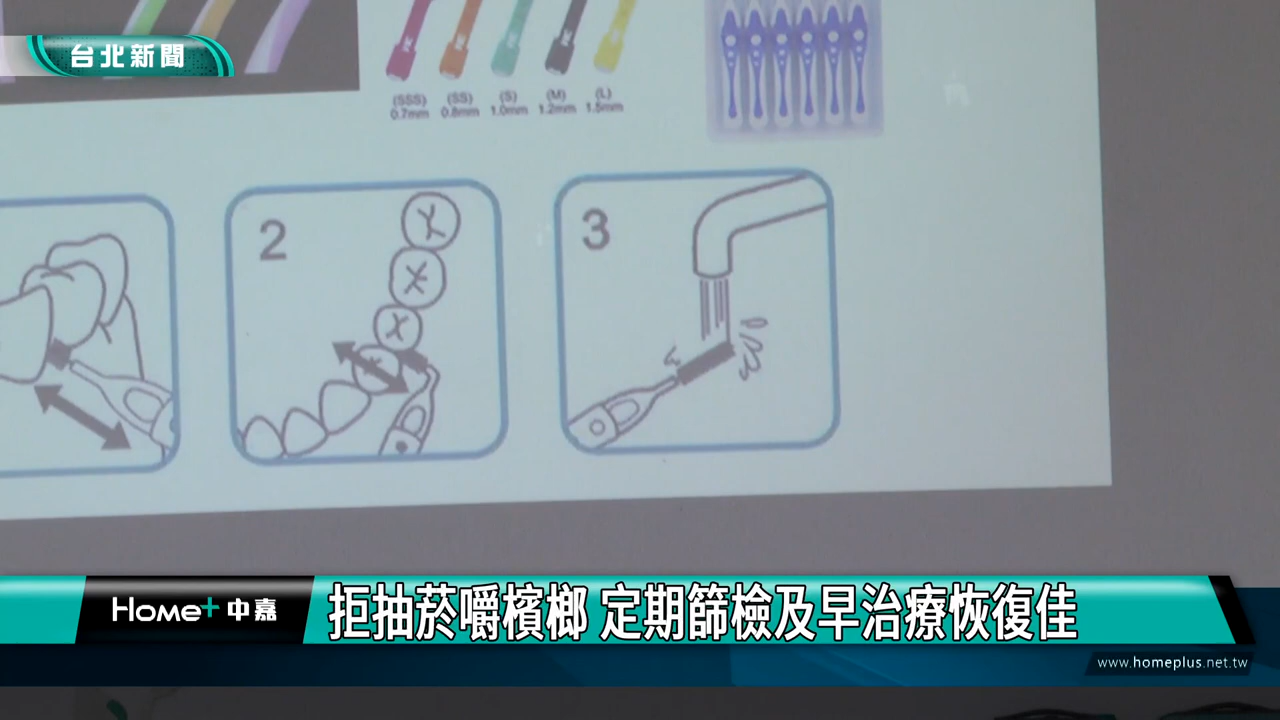 台北新聞
(SSS) (SS) (S) (M) (L)
0.7mm 0.8mm 1.0mm 1.2mm 1.5mm
2
3
Home+中嘉
拒抽菸嚼檳榔 定期篩檢及早治療恢復佳
www.homeplus.net.tw